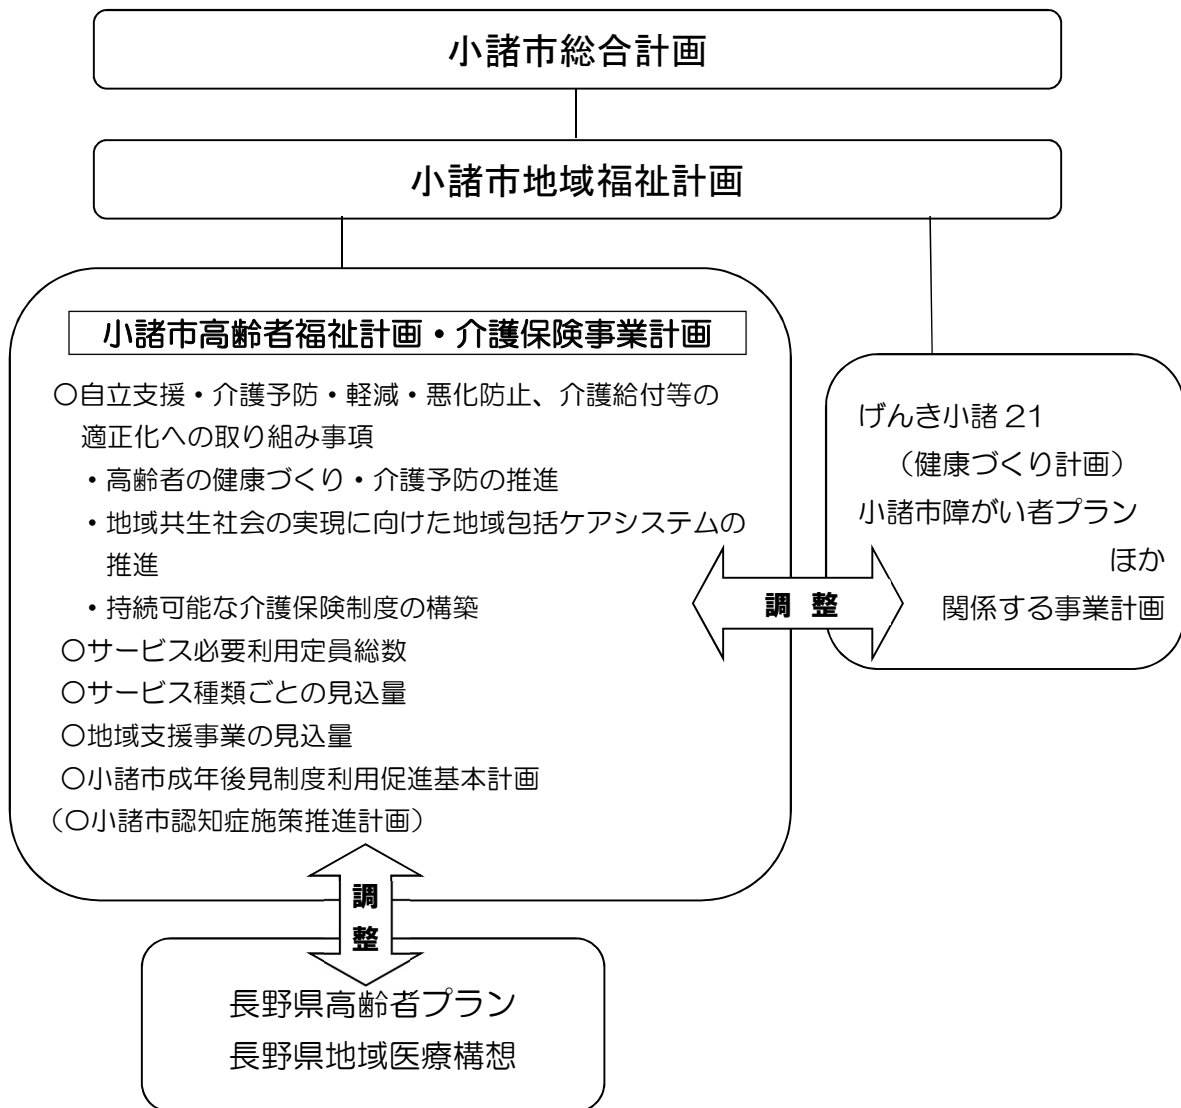 小諸市総合計画
小諸市地域福祉計画
小諸市高齢者福祉計画・介護保険事業計画
〇自立支援・介護予防・軽減・悪化防止、介護給付等の
適正化への取り組み事項
・高齢者の健康づくり・介護予防の推進
・地域共生社会の実現に向けた地域包括ケアシステムの
推進
・持続可能な介護保険制度の構築
〇サービス必要利用定員総数
〇サービス種類ごとの見込量
〇地域支援事業の見込量
〇小諸市成年後見制度利用促進基本計画
（〇小諸市認知症施策推進計画）
調 整
げんき小諸 21
（健康づくり計画）
小諸市障がい者プラン
ほか
関係する事業計画
調
整
長野県高齢者プラン
長野県地域医療構想